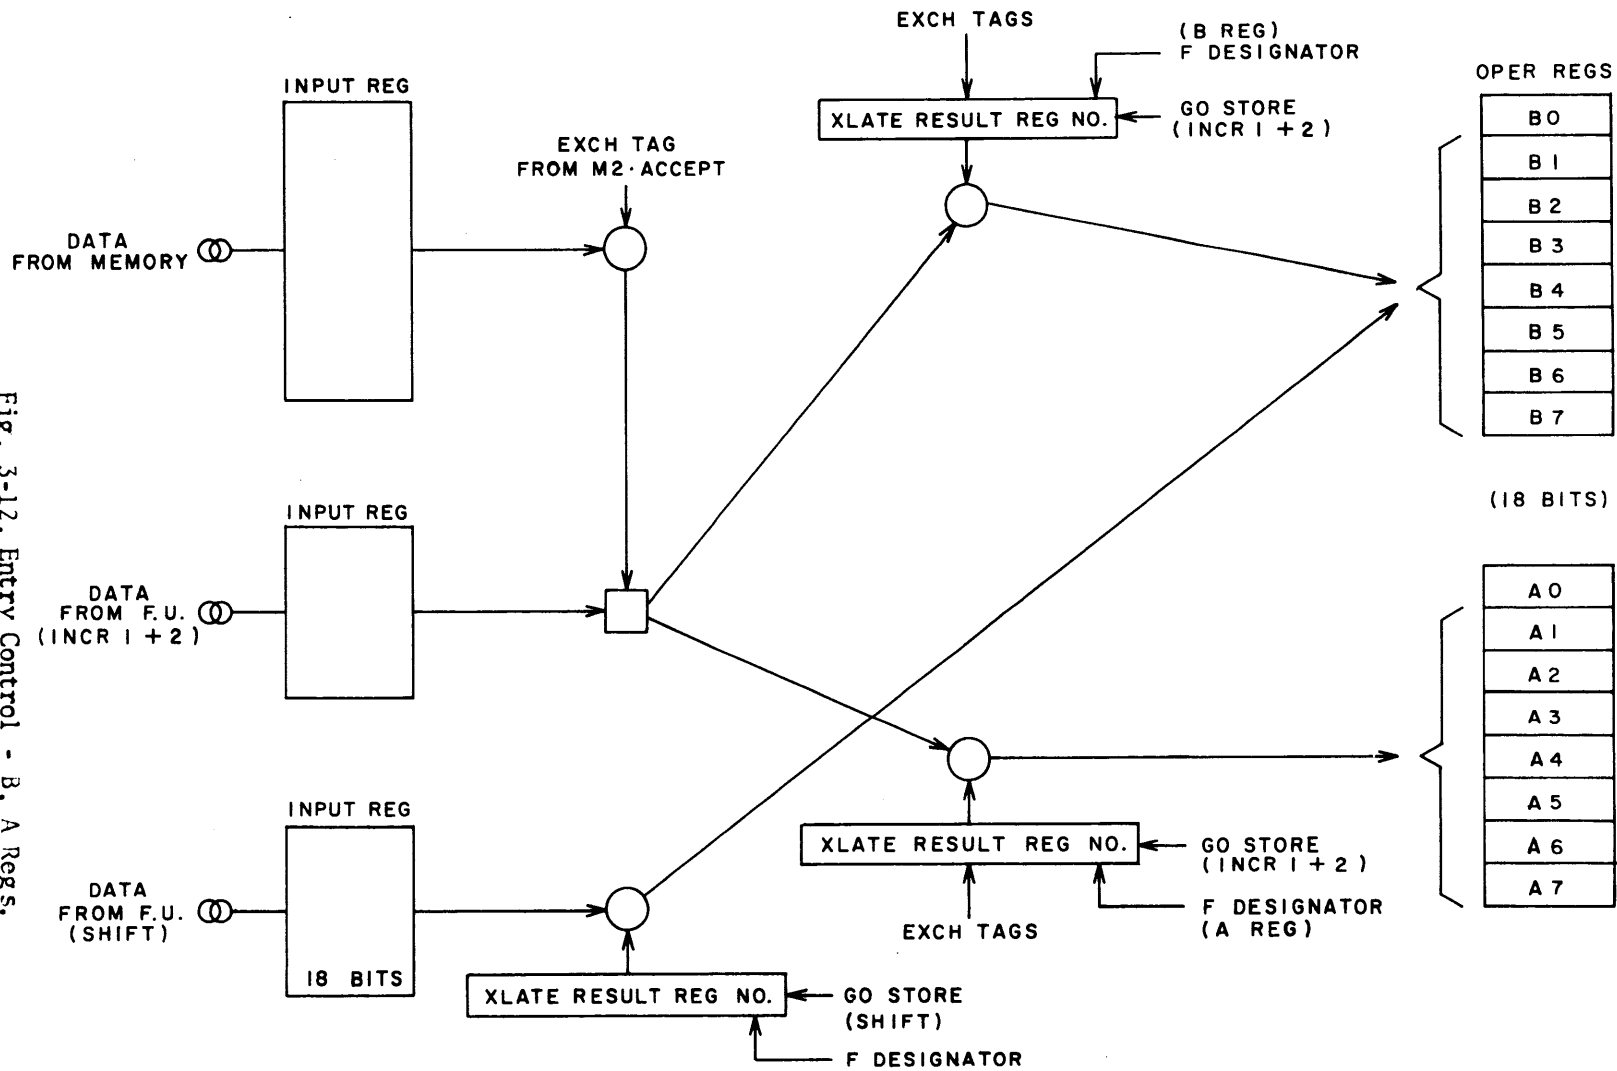 EXCH TAGS
(B REG)
F DESIGNATOR
XLATE RESULT REG NO.
GO STORE
(INCR 1 + 2)
OPER REGS
B0
B1
B2
B3
B4
B5
B6
B7
(18 BITS)
A0
A1
A2
A3
A4
A5
A6
A7
INPUT REG
EXCH TAG
FROM M2·ACCEPT
DATA
FROM MEMORY
INPUT REG
DATA
FROM F.U.
(INCR 1 + 2)
INPUT REG
DATA
FROM F.U.
(SHIFT)
18 BITS
XLATE RESULT REG NO.
GO STORE
(INCR 1 + 2)
EXCH TAGS
F DESIGNATOR
(A REG)
XLATE RESULT REG NO.
GO STORE
(SHIFT)
F DESIGNATOR
Fig. 3-12. Entry Control - B, A Regs.